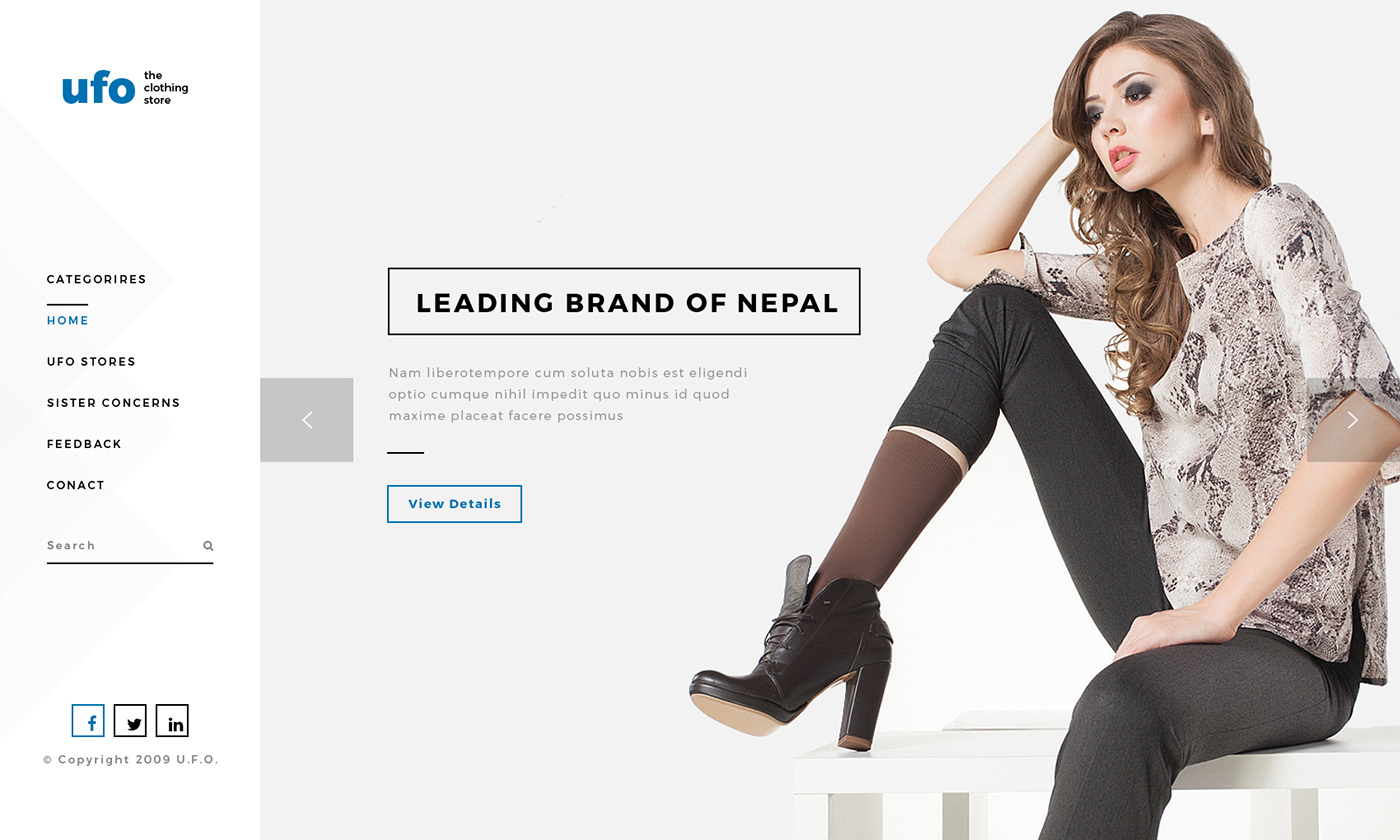 ufo
the
clothing
store
CATEGORIRES
HOME
UFO STORES
SISTER CONCERNS
FEEDBACK
CONACT
Search
© Copyright 2009 U.F.O.
LEADING BRAND OF NEPAL
Nam liberotempore cum soluta nobis est eligendi
optio cumque nihil impedit quo minus id quod
maxime placeat facere possimus
View Details